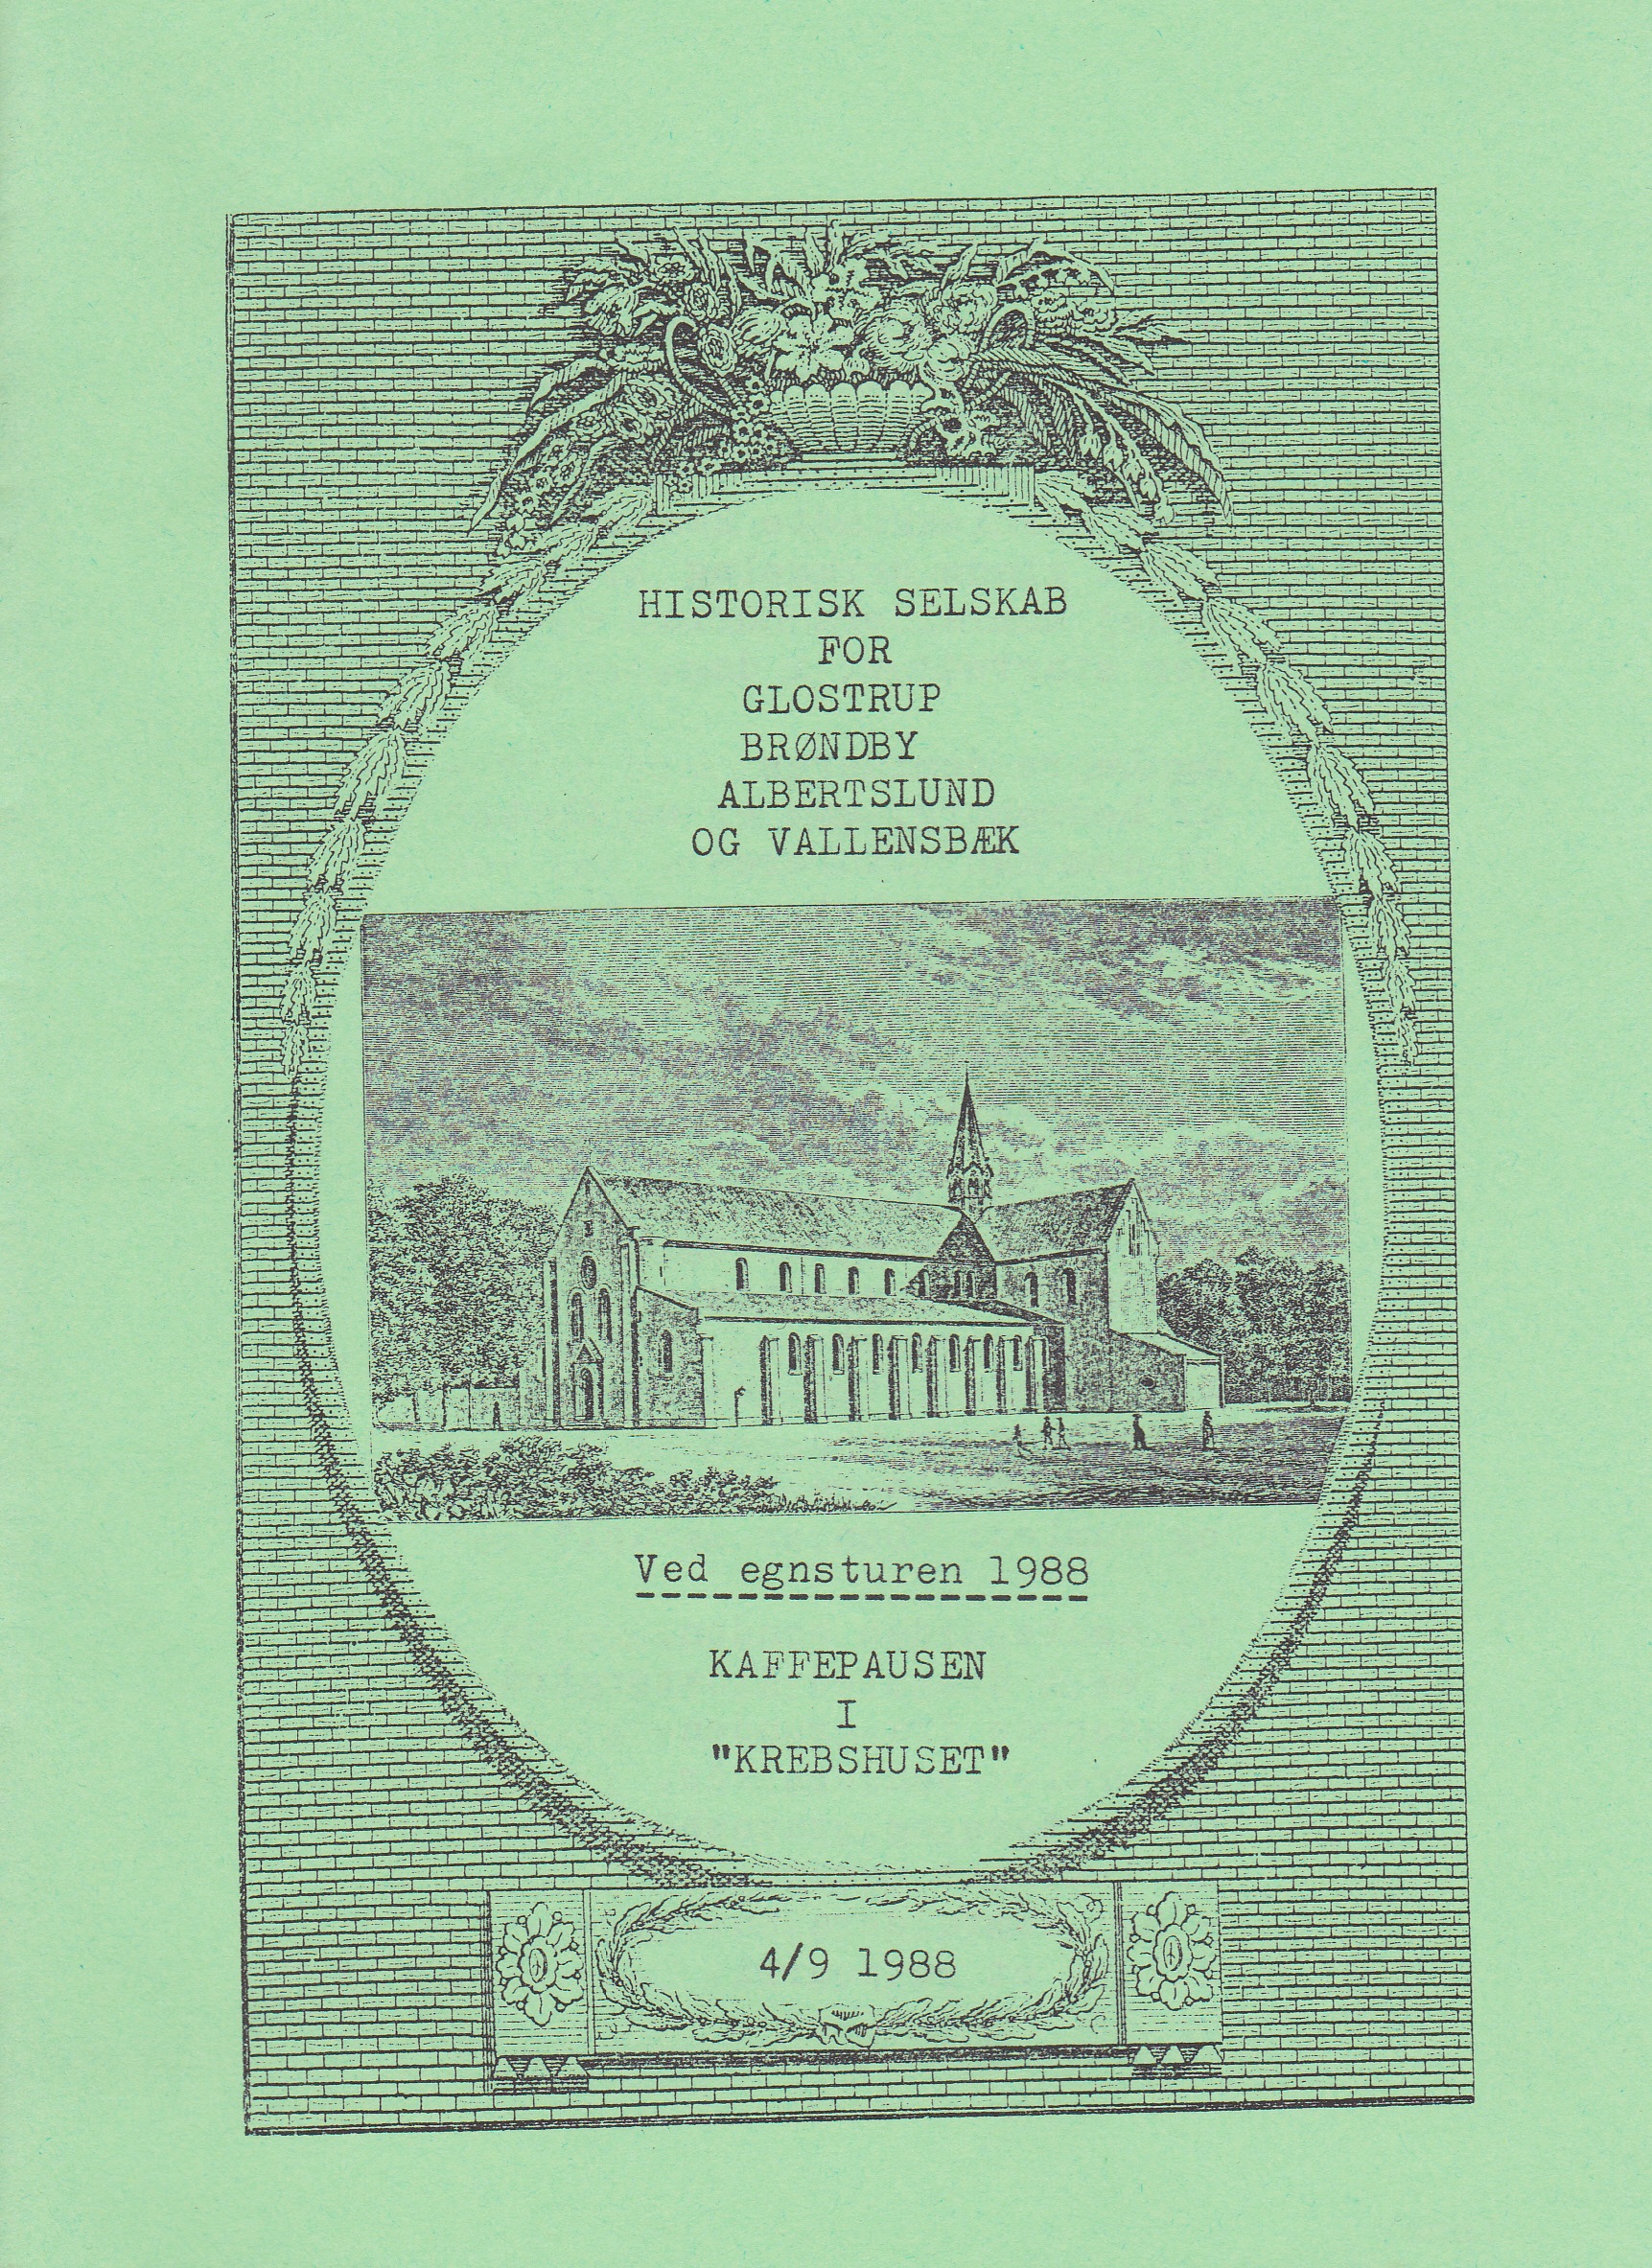 HISTORISK SELSKAB
FOR
GLOSTRUP
BRØNDBY
ALBERTSLUND
OG VALLENSBÆK
Ved egnsturen 1988
KAFFEPAUSEN
I
"KREBSHUSET"
4/9 1988